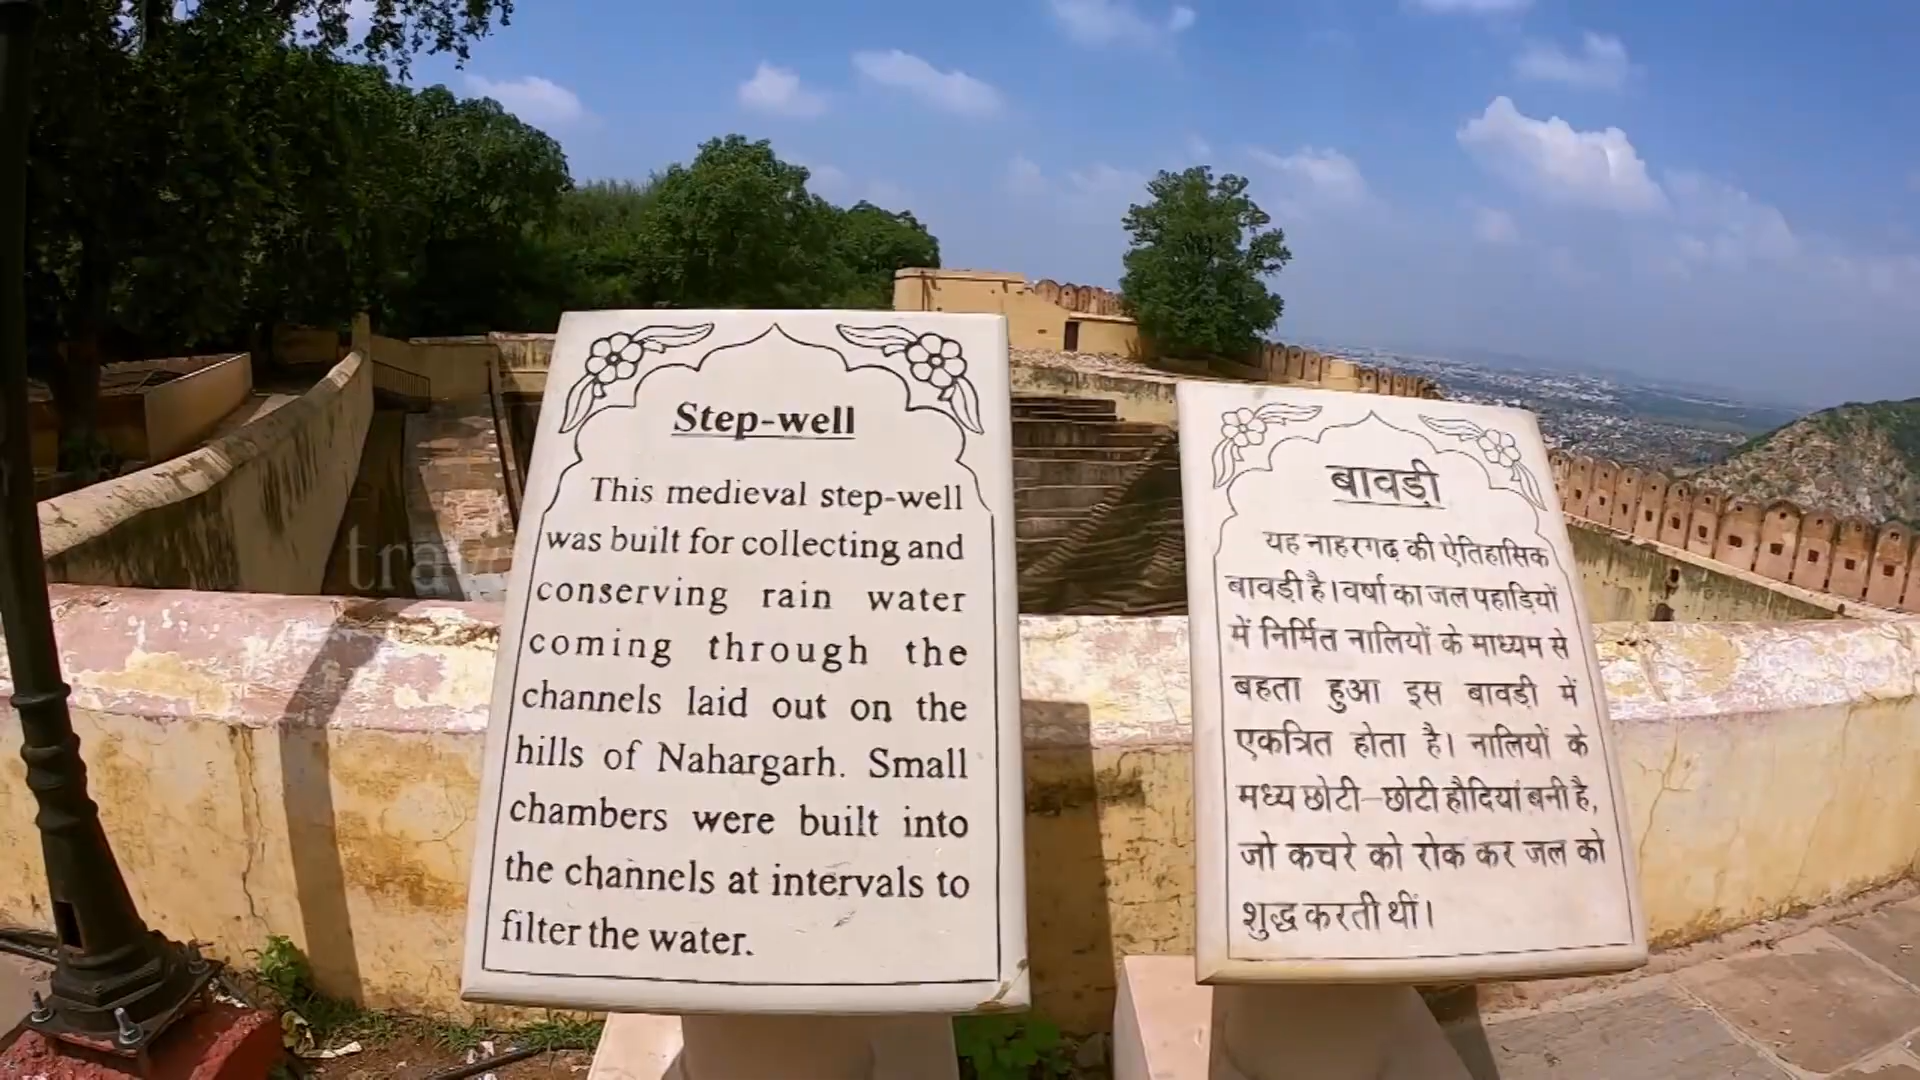 Step-well
This medieval step-well
was built for collecting and
conserving rain water
coming through the
channels laid out on the
hills of Nahargarh. Small
chambers were built into
the channels at intervals to
filter the water.
बावड़ी
यह नाहरगढ़ की ऐतिहासिक
बावड़ी है। वर्षा का जल पहाड़ियों
में निर्मित नालियों के माध्यम से
बहता हुआ इस बावड़ी में
एकत्रित होता है। नालियों के
मध्य छोटी-छोटी हौदियां बनी है,
जो कचरे को रोक कर जल को
शुद्ध करती थीं।